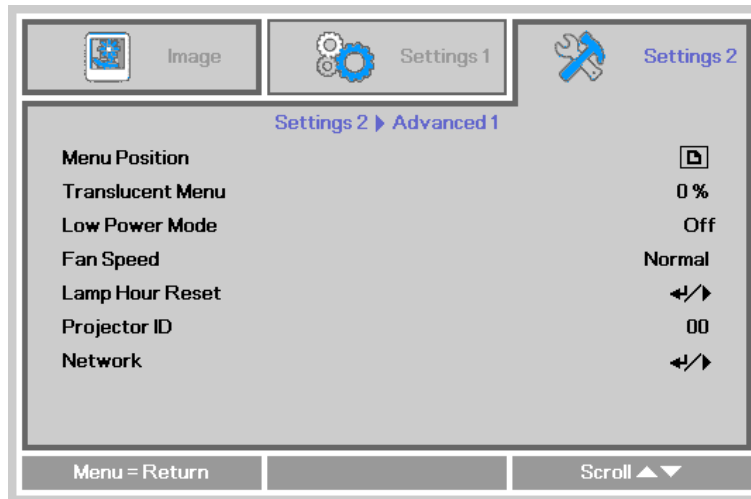 Image
Settings 1
Settings 2
Settings 2 Advanced 1
Menu Position
Translucent Menu 0 %
Low Power Mode Off
Fan Speed Normal
Lamp Hour Reset
Projector ID 00
Network
Menu = Return
Scroll